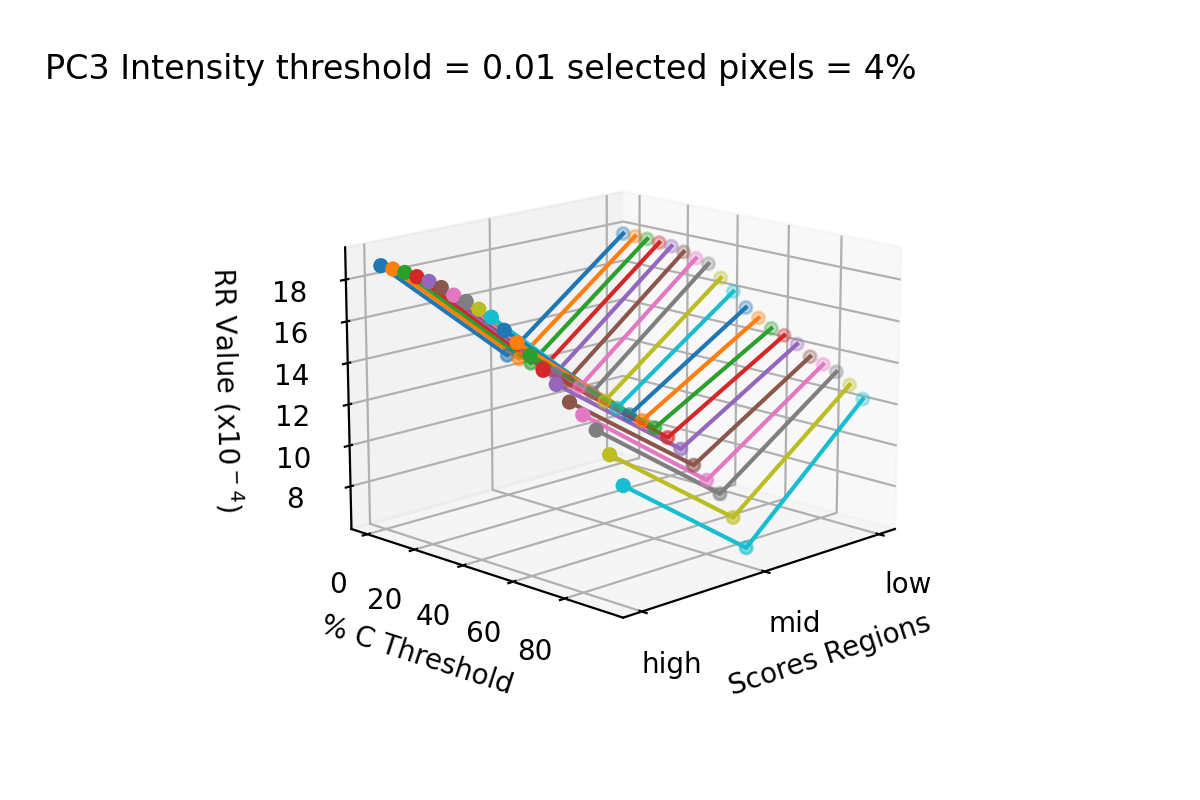 PC3 Intensity threshold = 0.01 selected pixels = 4%
RR Value (x10⁻⁴)
18
16
14
12
10
8
0
20
40
60
80
% C Threshold
high
mid
low
Scores Regions